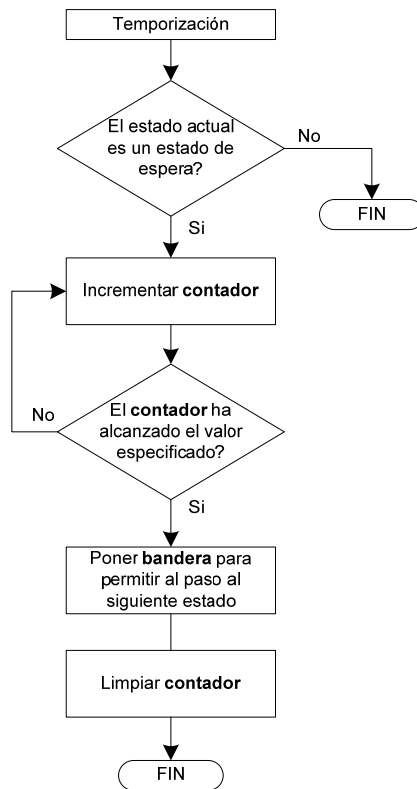 Temporización
El estado actual
es un estado de
espera?
No
FIN
Si
Incrementar contador
El contador ha
alcanzado el valor
especificado?
No
Si
Poner bandera para
permitir al paso al
siguiente estado
Limpiar contador
FIN